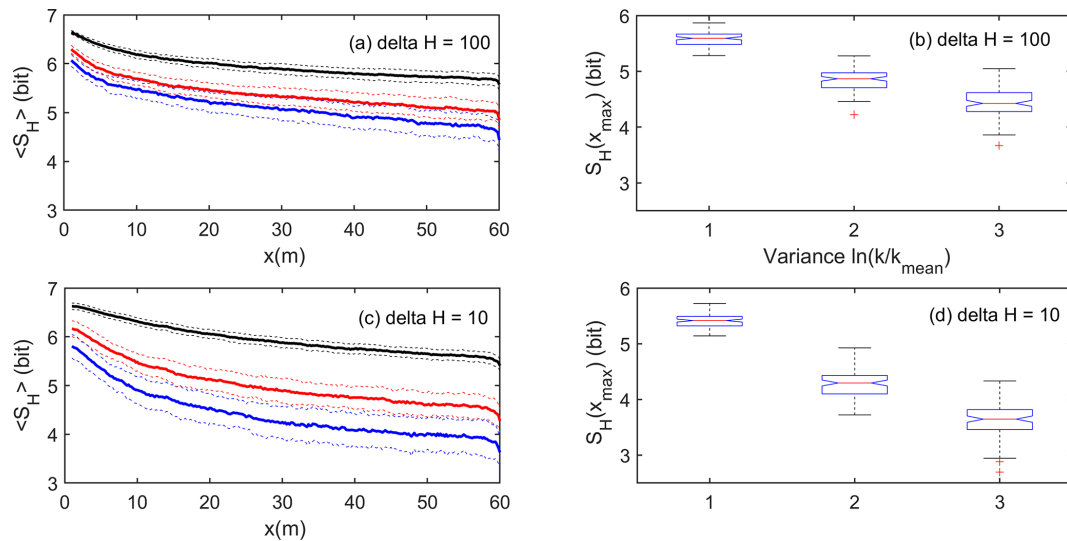 7
6
5
4
3
<S_H> (bit)
(a) delta H = 100
0 10 20 30 40 50 60
x(m)
6
5
4
3
S_H(x_max) (bit)
(b) delta H = 100
1 2 3
Variance ln(k/k_mean)
7
6
5
4
3
<S_H> (bit)
(c) delta H = 10
0 10 20 30 40 50 60
x(m)
6
5
4
3
S_H(x_max) (bit)
(d) delta H = 10
1 2 3